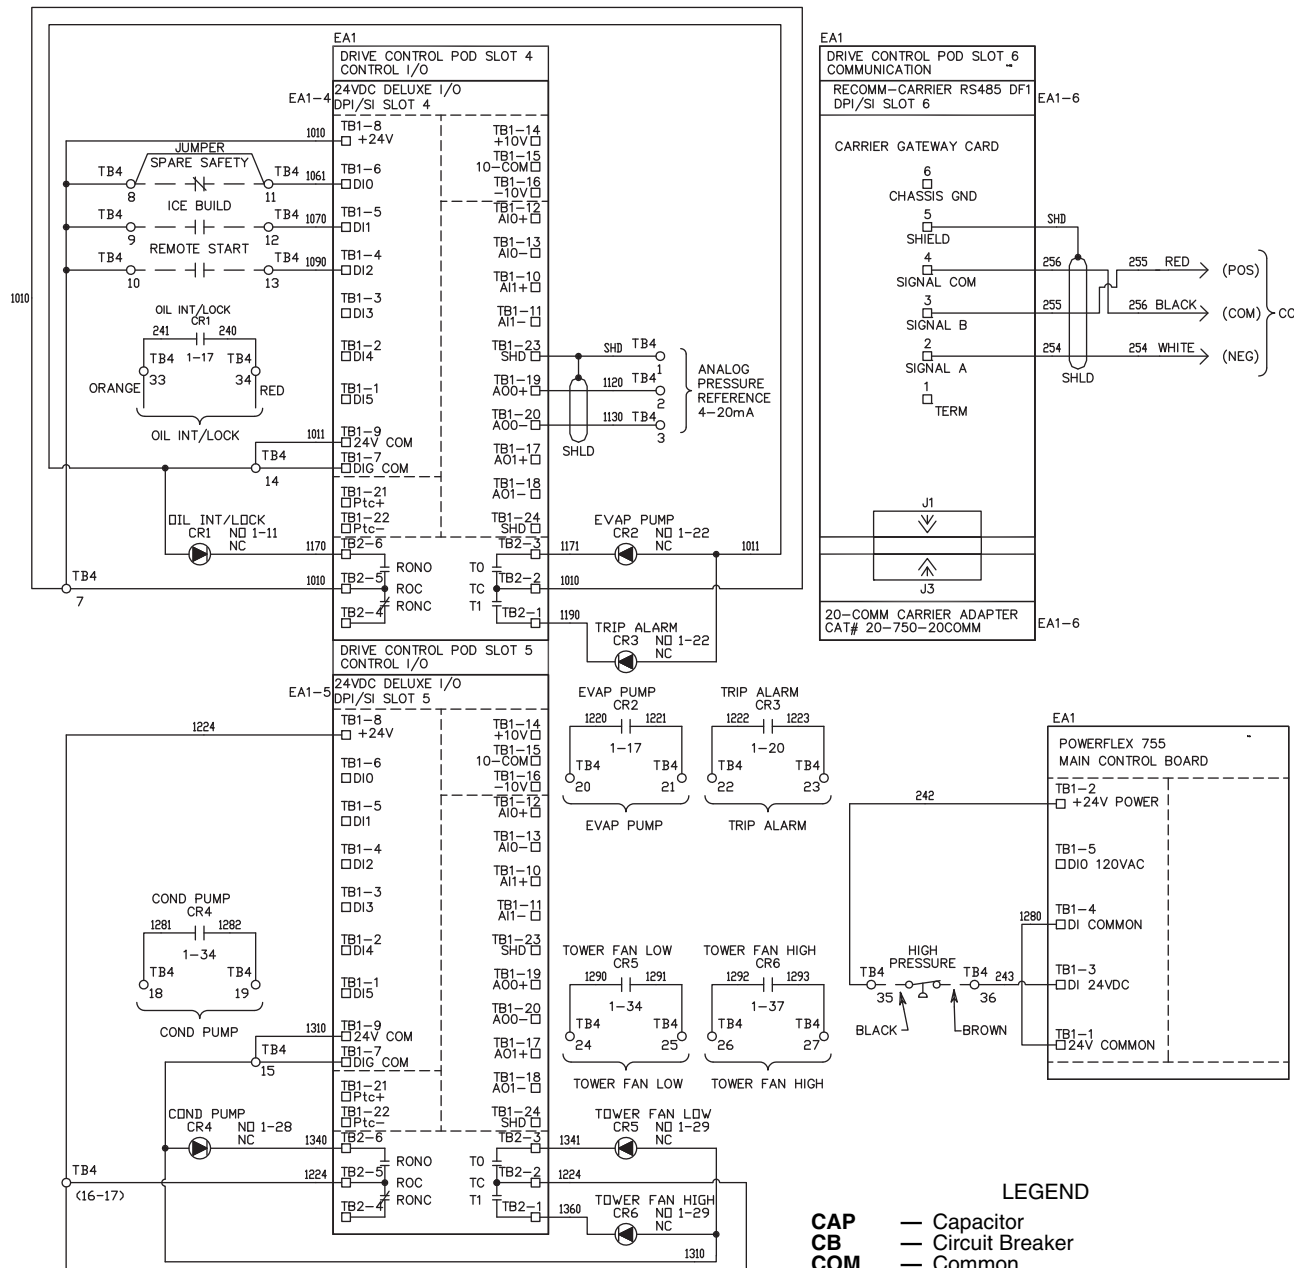 EA1
DRIVE CONTROL POD SLOT 4
CONTROL I/O
EA1-4
24VDC DELUXE I/O
DPI/SI SLOT 4
1010
TB1-8
+24V
JUMPER
SPARE SAFETY
TB4
8
TB4
11
1061
TB1-6
DI0
ICE BUILD
TB4
9
TB4
12
1070
TB1-5
DI1
REMOTE START
TB4
10
TB4
13
1090
TB1-4
DI2
1010
TB1-3
DI3
TB1-2
DI4
TB1-1
DI5
OIL INT/LOCK
CR1
241
240
1-17
TB4
33
TB4
34
ORANGE
RED
OIL INT/LOCK
1011
TB1-9
24V COM
TB4
14
TB1-7
DIG COM
TB1-21
Ptc+
TB1-22
Ptc-
OIL INT/LOCK
CR1 NO 1-11
NC
1170
TB2-6
RONO
TB4
7
1010
TB2-5
ROC
TB2-4
RONC
TB1-14
+10V
TB1-15
10-COM
TB1-16
-10V
TB1-12
AI0+
TB1-13
AI0-
TB1-10
AI1+
TB1-11
AI1-
TB1-23
SHD
SHD
TB4
1
TB1-19
AO0+
1120
TB4
2
TB1-20
AO0-
1130
TB4
3
SHLD
ANALOG
PRESSURE
REFERENCE
4-20mA
TB1-17
AO1+
TB1-18
AO1-
TB1-24
SHD
EVAP PUMP
CR2 NO 1-22
NC
TO
TB2-3
1171
1011
TC
TB2-2
1010
T1
TB2-1
1190
TRIP ALARM
CR3 NO 1-22
NC
EA1
DRIVE CONTROL POD SLOT 6
COMMUNICATION
RECOMM-CARRIER RS485 DF1
DPI/SI SLOT 6
EA1-6
CARRIER GATEWAY CARD
6
CHASSIS GND
5
SHIELD
SHD
4
SIGNAL COM
256
255 RED
(POS)
3
SIGNAL B
255
256 BLACK
(COM)
CO
2
SIGNAL A
254
254 WHITE
(NEG)
SHLD
1
TERM
J1
J3
20-COMM CARRIER ADAPTER
CAT# 20-750-20COMM
EA1-6
DRIVE CONTROL POD SLOT 5
CONTROL I/O
EA1-5
24VDC DELUXE I/O
DPI/SI SLOT 5
1224
TB1-8
+24V
TB1-6
DI0
TB1-5
DI1
TB1-4
DI2
TB1-3
DI3
TB1-2
DI4
TB1-1
DI5
COND PUMP
CR4
1281
1282
1-34
TB4
18
TB4
19
COND PUMP
1310
TB1-9
24V COM
TB4
15
TB1-7
DIG COM
TB1-21
Ptc+
TB1-22
Ptc-
COND PUMP
CR4 NO 1-28
NC
1340
TB2-6
RONO
TB4
(16-17)
1224
TB2-5
ROC
TB2-4
RONC
TB1-14
+10V
TB1-15
10-COM
TB1-16
-10V
TB1-12
AI0+
TB1-13
AI0-
TB1-10
AI1+
TB1-11
AI1-
TB1-23
SHD
TB1-19
AO0+
TB1-20
AO0-
TB1-17
AO1+
TB1-18
AO1-
TB1-24
SHD
EVAP PUMP
CR2
1220
1221
1-17
TB4
20
TB4
21
EVAP PUMP
TRIP ALARM
CR3
1222
1223
1-20
TB4
22
TB4
23
TRIP ALARM
TOWER FAN LOW
CR5
1290
1291
1-34
TB4
24
TB4
25
TOWER FAN LOW
TOWER FAN HIGH
CR6
1292
1293
1-37
TB4
26
TB4
27
TOWER FAN HIGH
TOWER FAN LOW
CR5 NO 1-29
NC
TO
TB2-3
1341
TC
TB2-2
1224
T1
TB2-1
1360
TOWER FAN HIGH
CR6 NO 1-29
NC
1310
EA1
POWERFLEX 755
MAIN CONTROL BOARD
242
TB1-2
+24V POWER
TB1-5
DIO 120VAC
1280
TB1-4
DI COMMON
HIGH
PRESSURE
TB4
35
TB4
36
243
TB1-3
DI 24VDC
BLACK
BROWN
TB1-1
24V COMMON
LEGEND
CAP — Capacitor
CB — Circuit Breaker
COM — Common